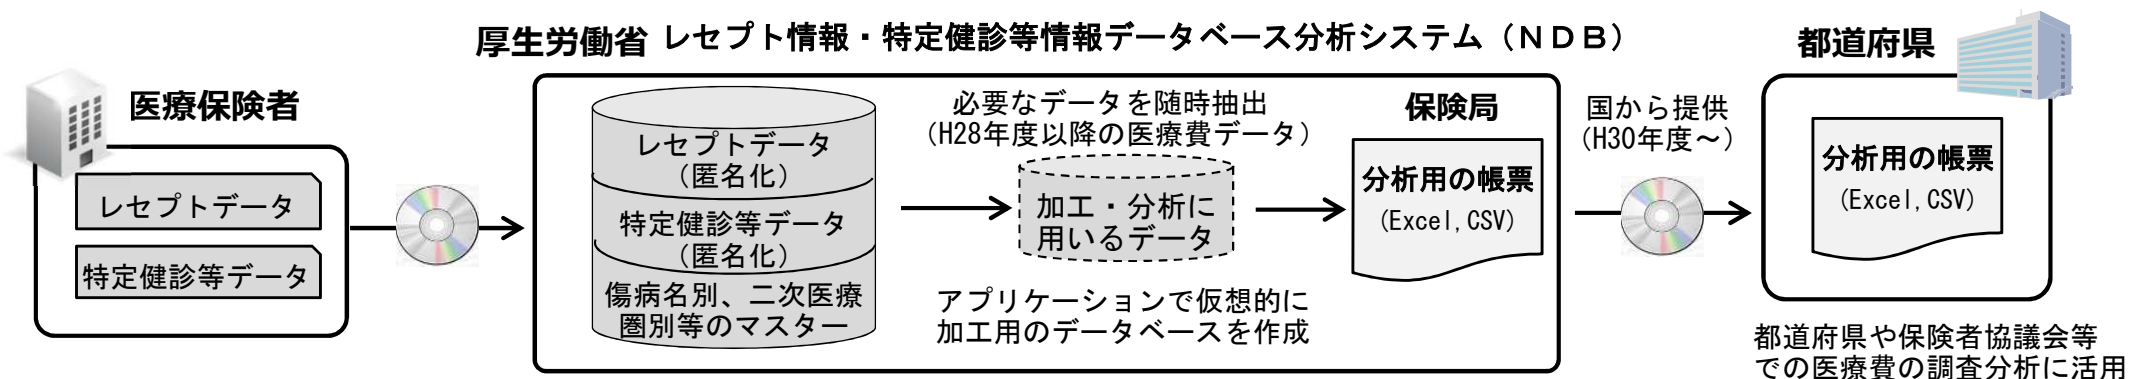 厚生労働省 レセプト情報・特定健診等情報データベース分析システム（ＮＤＢ）
医療保険者
レセプトデータ
特定健診等データ
レセプトデータ
（匿名化）
特定健診等データ
（匿名化）
傷病名別、二次医療
圏別等のマスター
必要なデータを随時抽出
（H28年度以降の医療費データ）
加工・分析に
用いるデータ
アプリケーションで仮想的に
加工用のデータベースを作成
保険局
分析用の帳票
(Excel,CSV)
国から提供
（H30年度～）
都道府県
分析用の帳票
(Excel,CSV)
都道府県や保険者協議会等
での医療費の調査分析に活用